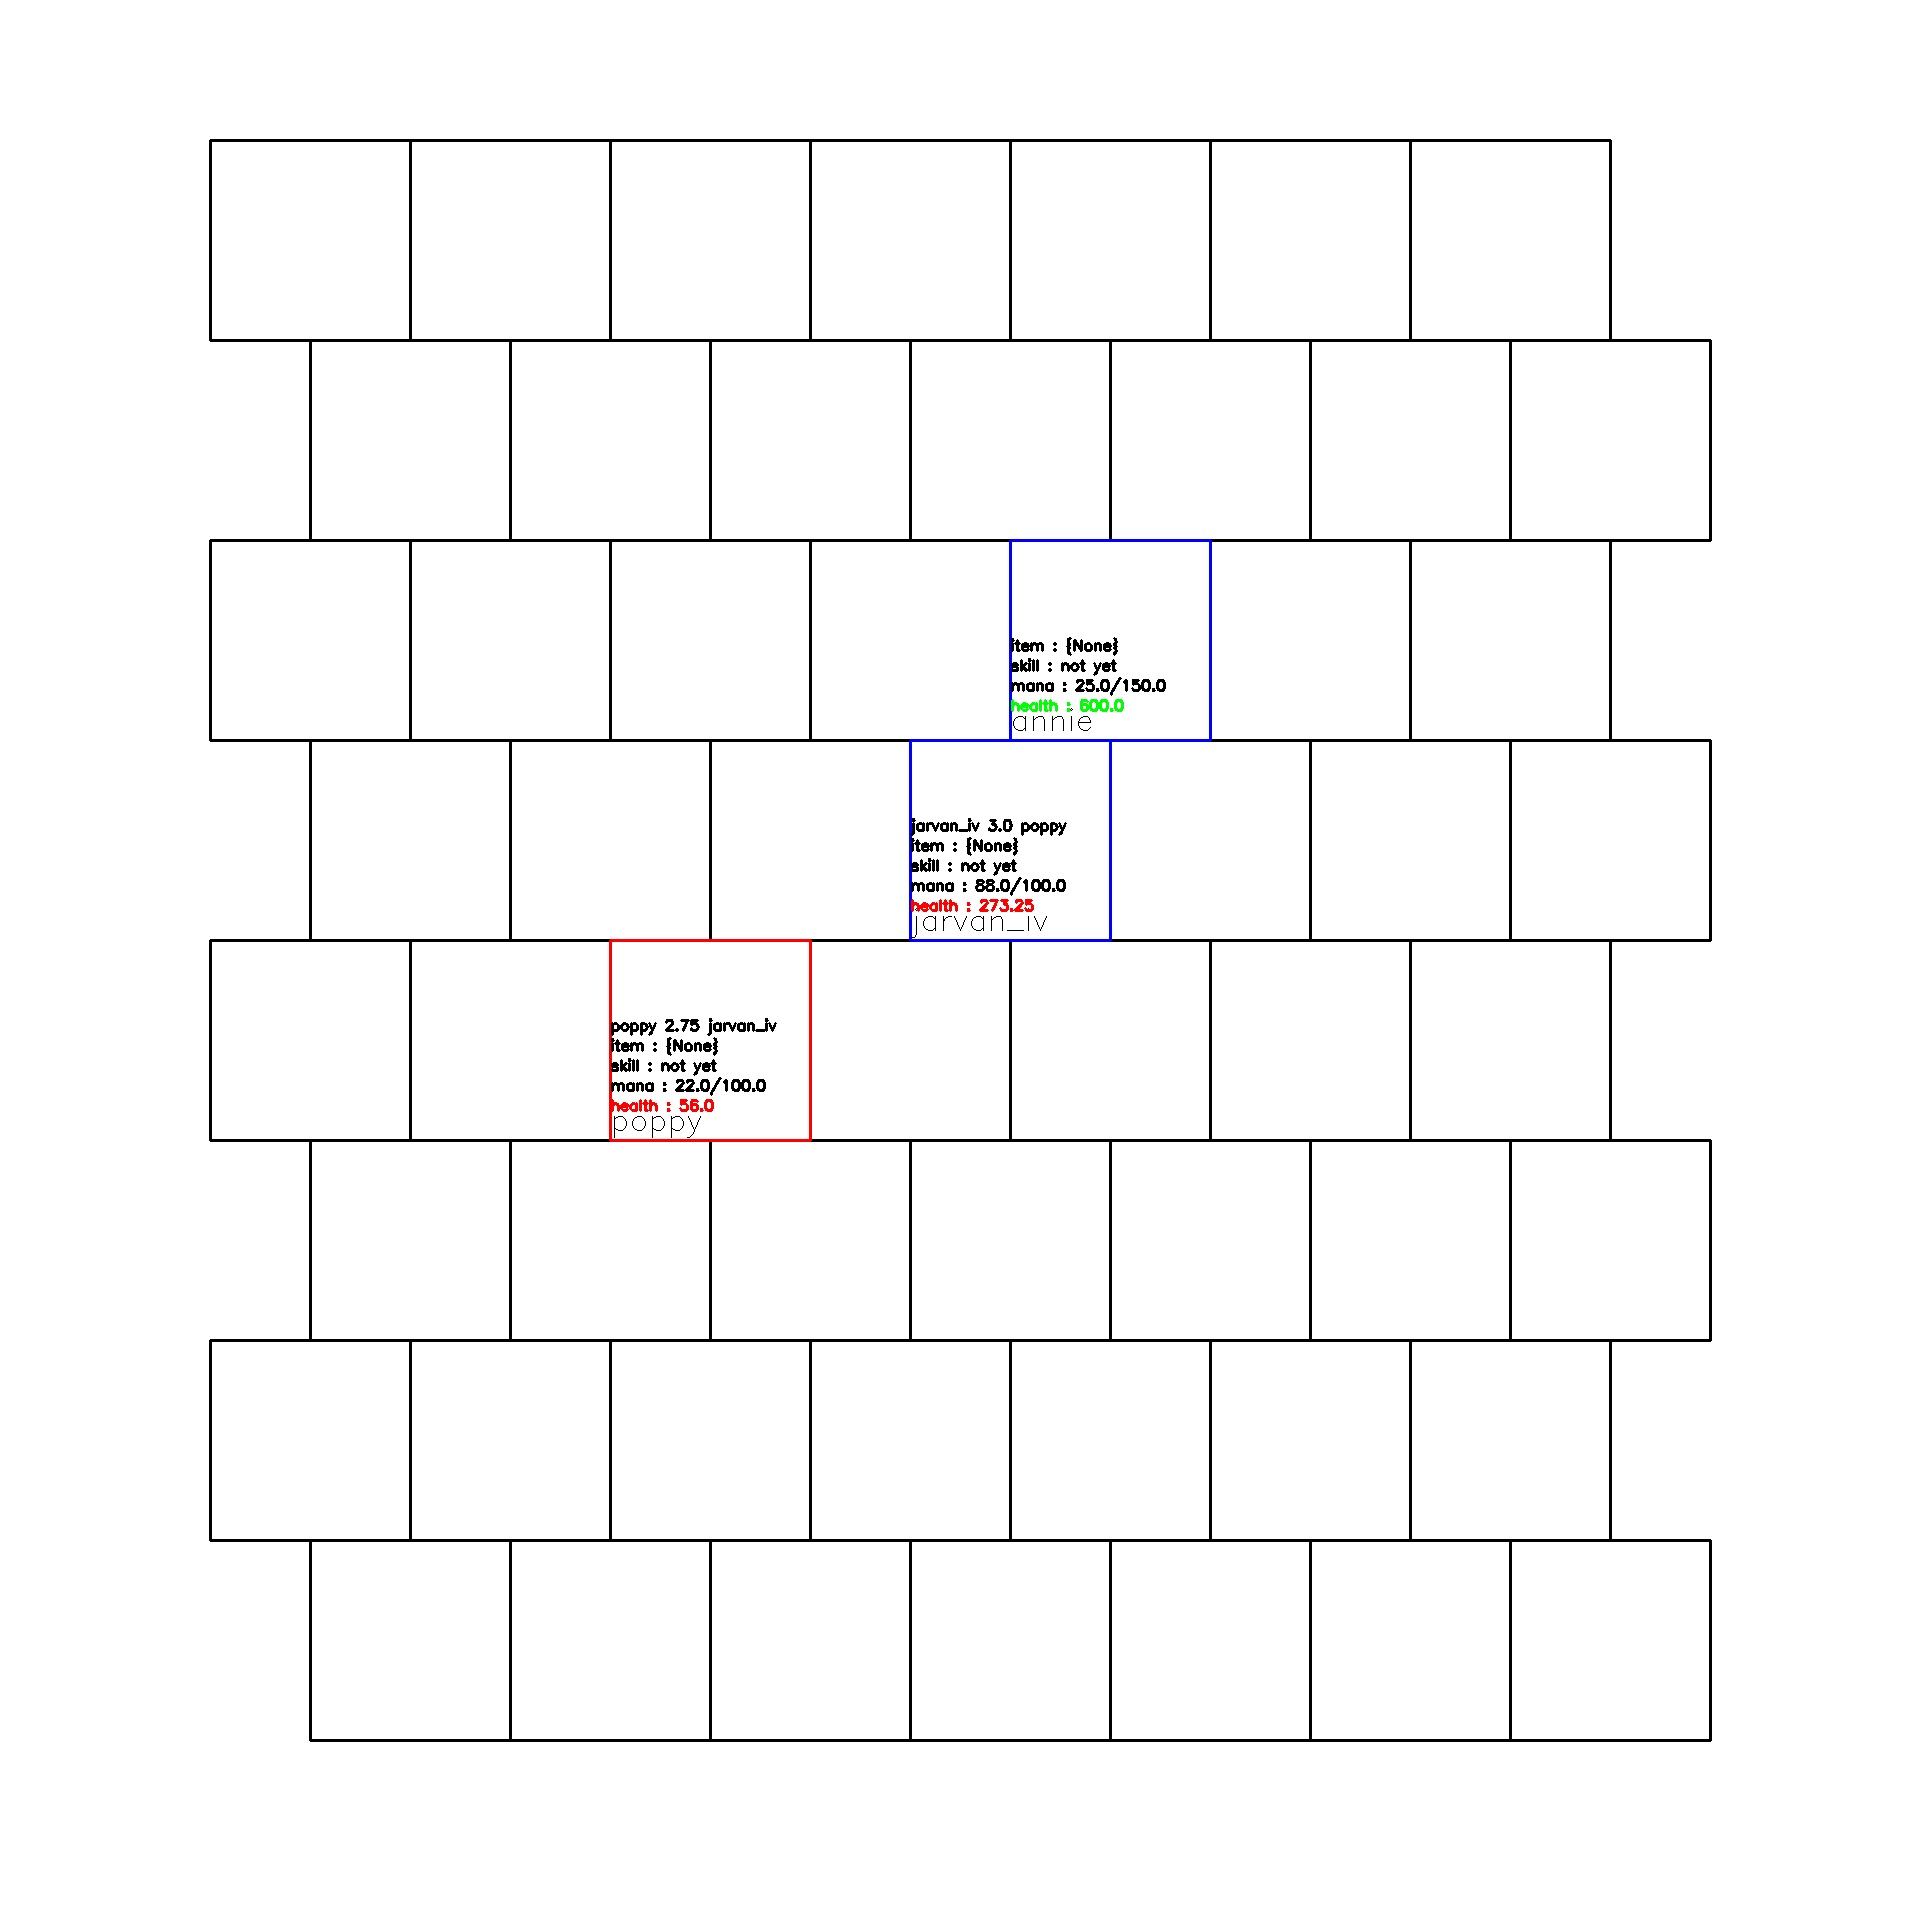 item : {None}
skill : not yet
mana : 25.0/150.0
health : 600.0
annie
jarvan_iv 3.0 poppy
item : {None}
skill : not yet
mana : 88.0/100.0
health : 273.25
jarvan_iv
poppy 2.75 jarvan_iv
item : {None}
skill : not yet
mana : 22.0/100.0
health : 56.0
poppy